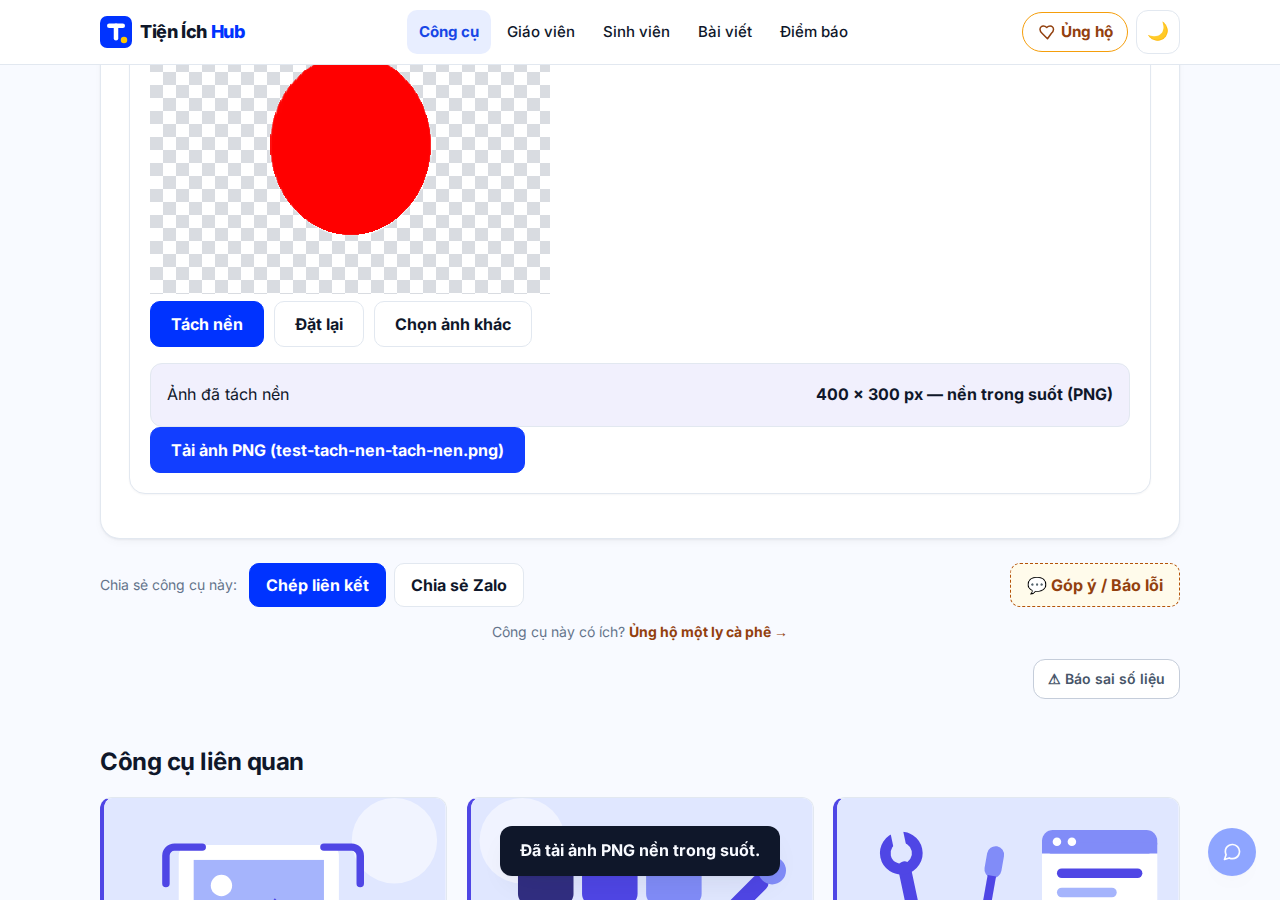 Tiện Ích Hub
Công cụ
Giáo viên
Sinh viên
Bài viết
Điểm báo
Ủng hộ
Tách nền
Đặt lại
Chọn ảnh khác
Ảnh đã tách nền
400 × 300 px — nền trong suốt (PNG)
Tải ảnh PNG (test-tach-nen-tach-nen.png)
Chia sẻ công cụ này:
Chép liên kết
Chia sẻ Zalo
💬 Góp ý / Báo lỗi
Công cụ này có ích? Ủng hộ một ly cà phê →
⚠ Báo sai số liệu
Công cụ liên quan
Đã tải ảnh PNG nền trong suốt.